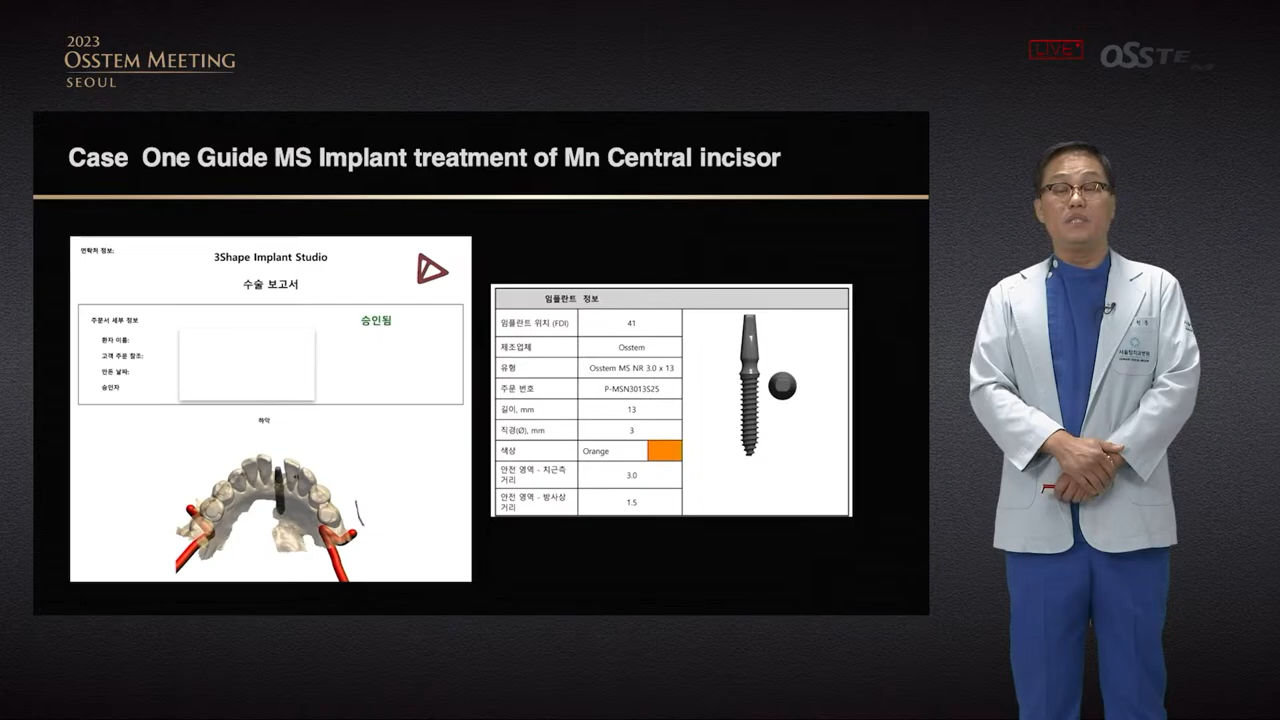 2023
OSSTEM MEETING
SEOUL
LIVE
OSSTE
Case One Guide MS Implant treatment of Mn Central incisor
연락처 정보:
3Shape Implant Studio
수술 보고서
주문서 세부 정보
승인됨
환자 이름:
고객 주문 참조:
만든 날짜:
승인자
하악
임플란트 정보
임플란트 위치 (FDI) 41
제조업체 Osstem
유형 Osstem MS NR 3.0 x 13
주문 번호 P-MSN3013S25
길이, mm 13
직경(Ø), mm 3
색상 Orange
안전 영역 - 치근측
거리 3.0
안전 영역 - 방사상
거리 1.5